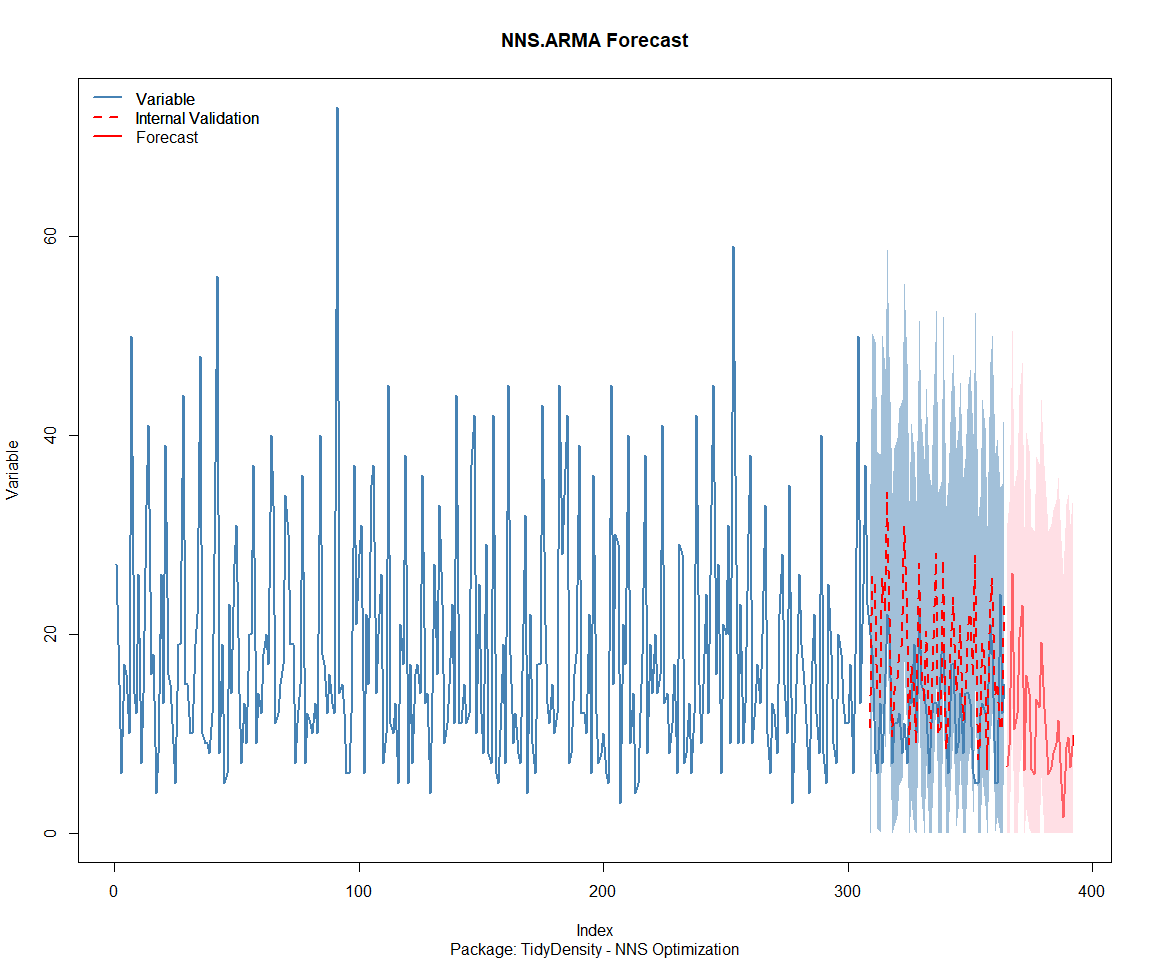 NNS.ARMA Forecast
Variable
Internal Validation
Forecast
Variable
60
40
20
0
0
100
200
300
400
Index
Package: TidyDensity - NNS Optimization